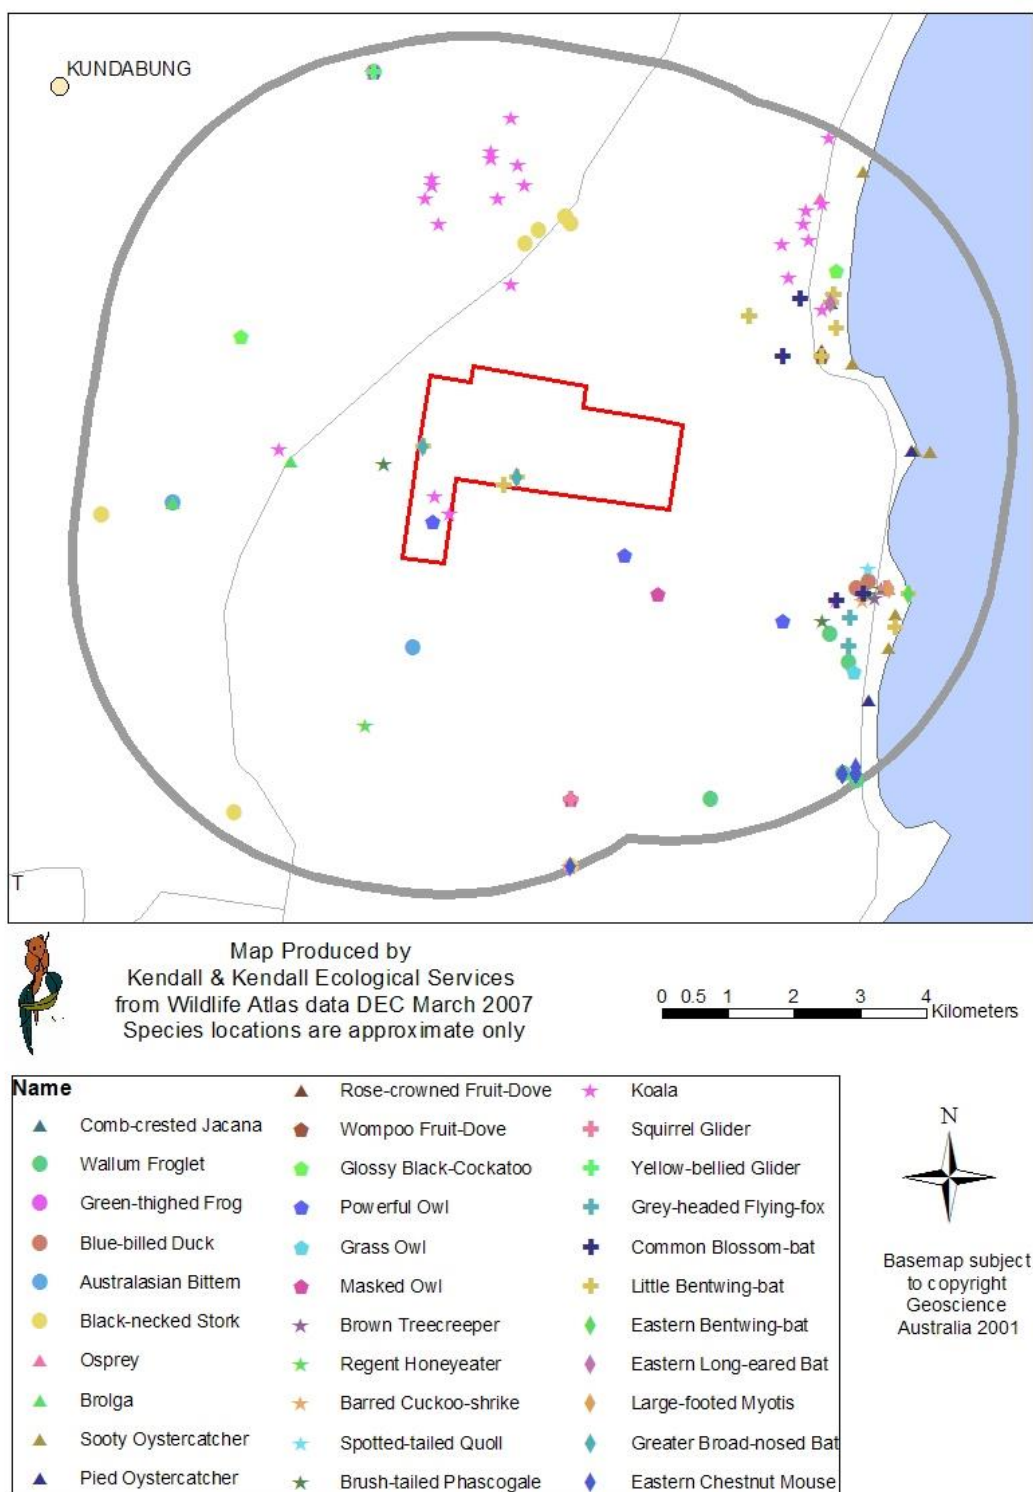 KUNDABUNG
T
Map Produced by
Kendall & Kendall Ecological Services
from Wildlife Atlas data DEC March 2007
Species locations are approximate only
0 0.5 1 2 3 4
Kilometers
Name
Comb-crested Jacana
Wallum Froglet
Green-thighed Frog
Blue-billed Duck
Australasian Bittern
Black-necked Stork
Osprey
Brolga
Sooty Oystercatcher
Pied Oystercatcher
Rose-crowned Fruit-Dove
Wompoo Fruit-Dove
Glossy Black-Cockatoo
Powerful Owl
Grass Owl
Masked Owl
Brown Treecreeper
Regent Honeyeater
Barred Cuckoo-shrike
Spotted-tailed Quoll
Brush-tailed Phascogale
Koala
Squirrel Glider
Yellow-bellied Glider
Grey-headed Flying-fox
Common Blossom-bat
Little Bentwing-bat
Eastern Bentwing-bat
Eastern Long-eared Bat
Large-footed Myotis
Greater Broad-nosed Bat
Eastern Chestnut Mouse
N
Basemap subject
to copyright
Geoscience
Australia 2001